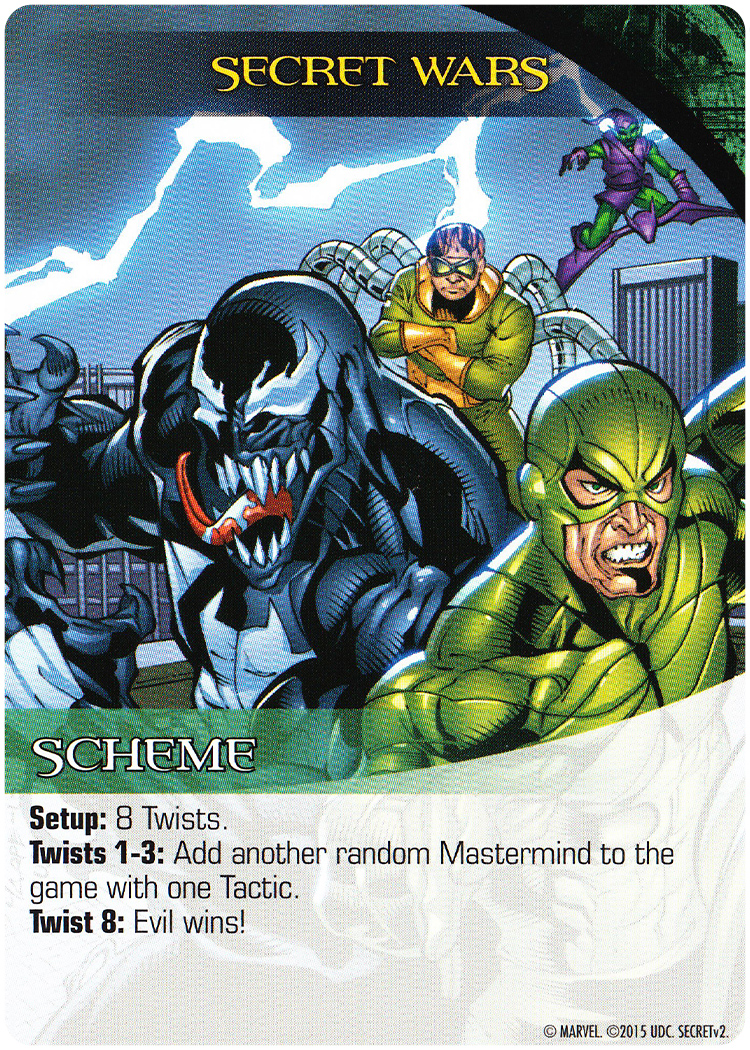 SECRET WARS
SCHEME
Setup: 8 Twists.
Twists 1-3: Add another random Mastermind to the
game with one Tactic.
Twist 8: Evil wins!
© MARVEL. ©2015 UDC. SECRETv2.